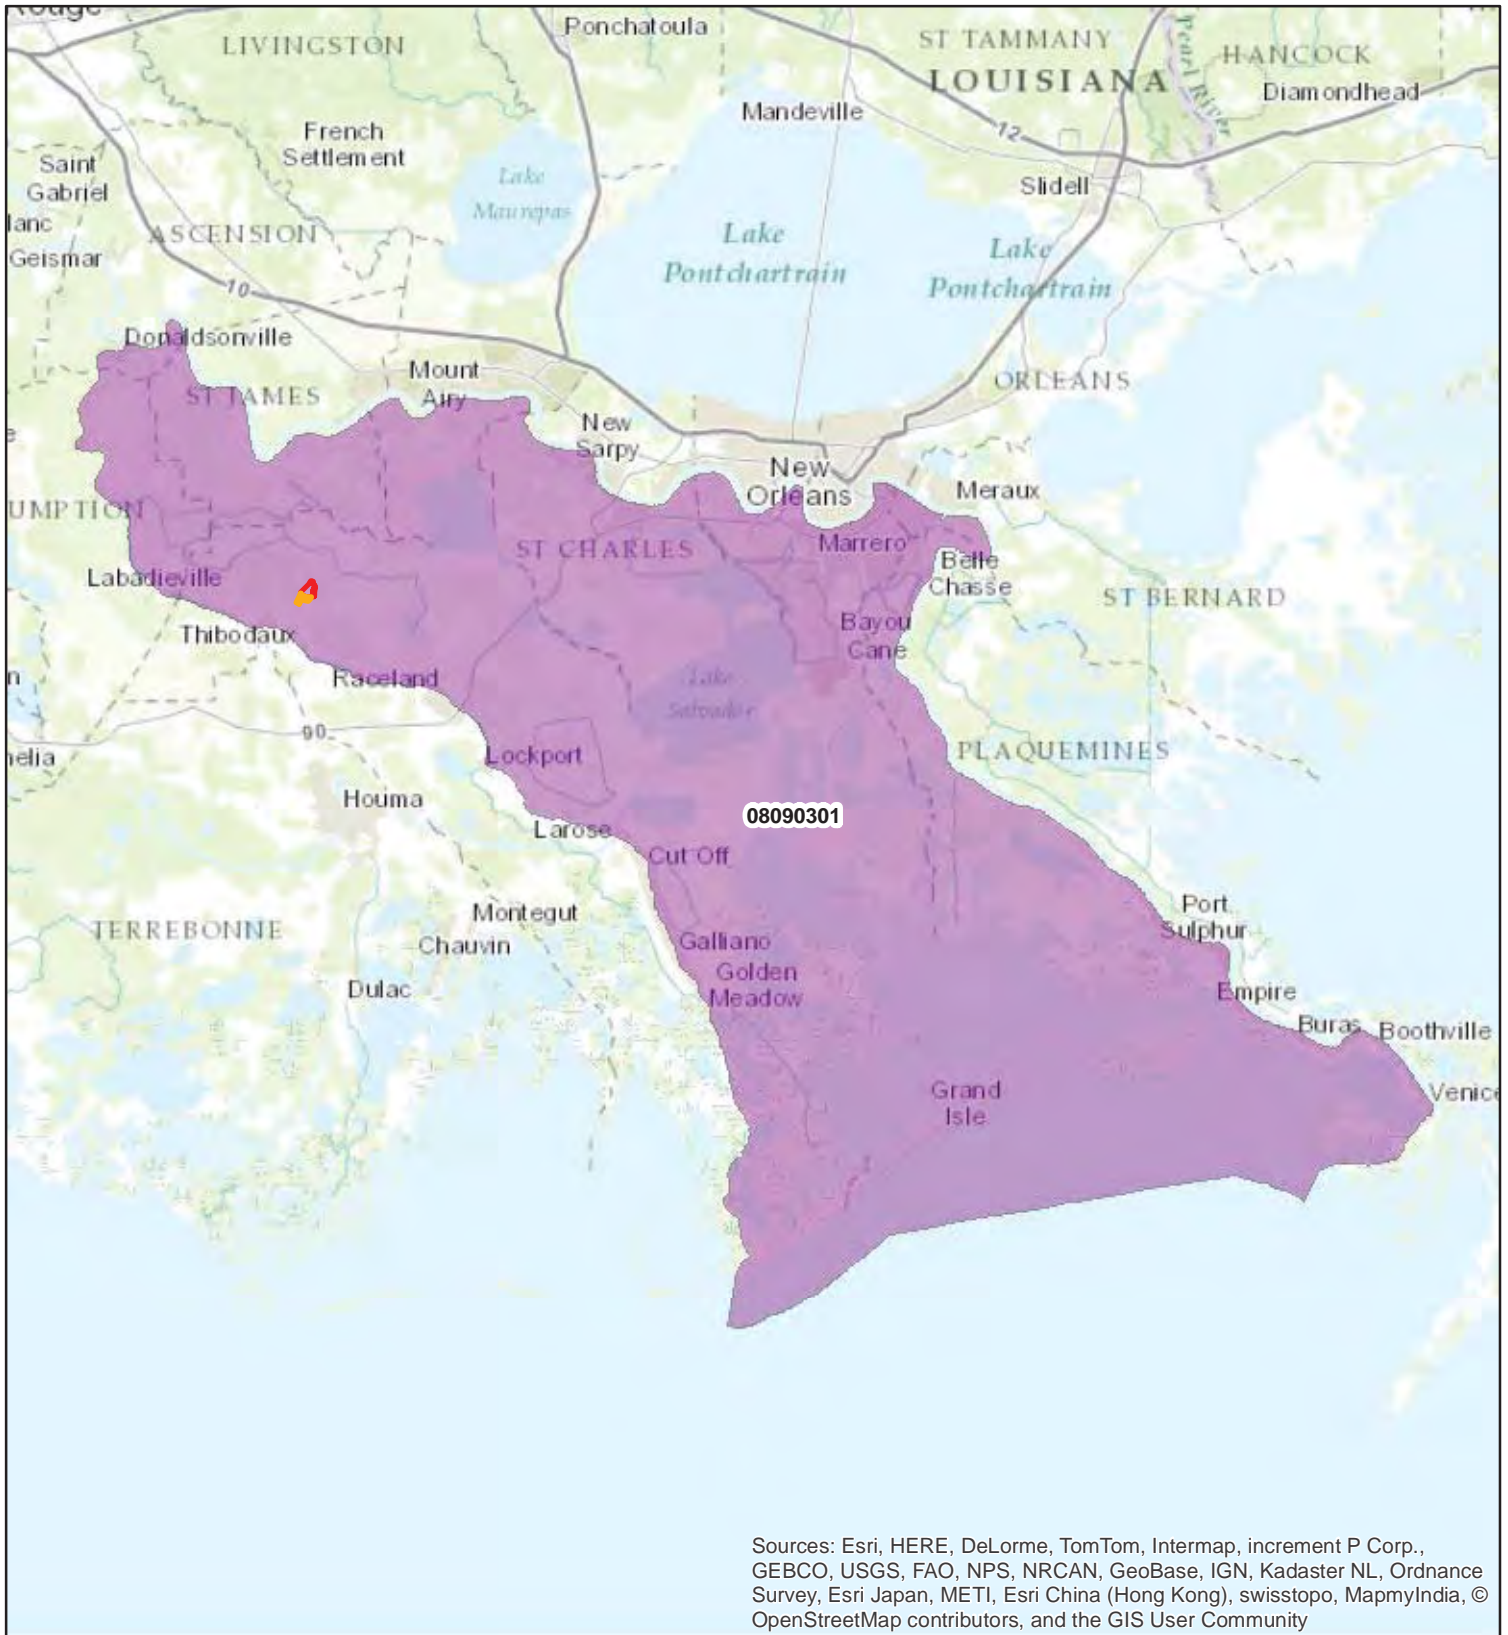 Ponchatoula
LIVINGSTON
ST TAMMANY
HANCOCK
LOUISIANA
Pearl River
Diamondhead
Mandeville
12
French
Settlement
Saint
Gabriel
Lake
Maurepas
Slidell
lanc
ASCENSION
Lake
Pontchartrain
Lake
Pontchartrain
Geismar
10
Donaldsonville
Mount
Airy
ORLEANS
ST JAMES
New
Sarpy
New
Orleans
Meraux
UMPTION
ST CHARLES
Marrero
Belle
Chasse
Labadieville
ST BERNARD
Thibodaux
Bayou
Cane
Raceland
Lake
Salvador
n
90
Lockport
PLAQUEMINES
nelia
Houma
08090301
Larose
Cut Off
Port
Sulphur
Montegut
TERREBONNE
Chauvin
Galliano
Golden
Meadow
Dulac
Empire
Buras
Boothville
Grand
Isle
Venice
Sources: Esri, HERE, DeLorme, TomTom, Intermap, increment P Corp.,
GEBCO, USGS, FAO, NPS, NRCAN, GeoBase, IGN, Kadaster NL, Ordnance
Survey, Esri Japan, METI, Esri China (Hong Kong), swisstopo, MapmyIndia, ©
OpenStreetMap contributors, and the GIS User Community